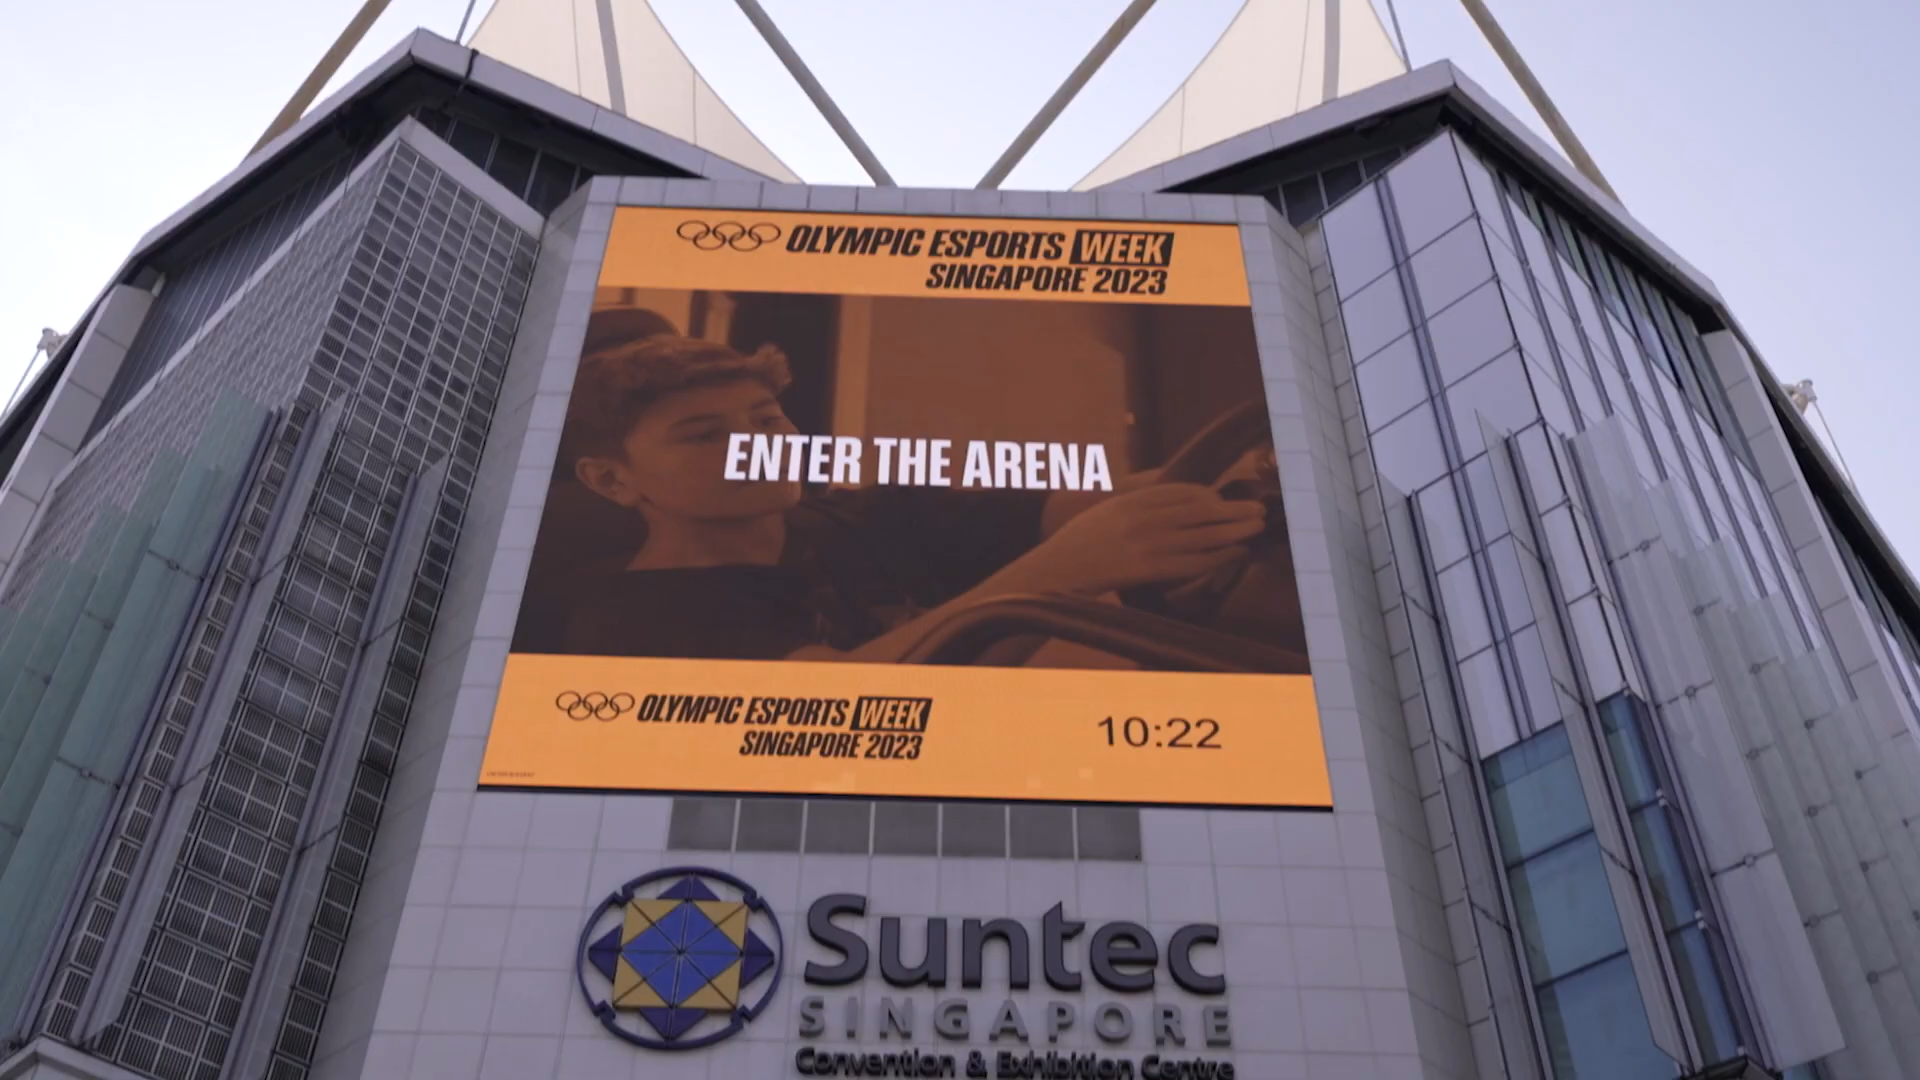 OLYMPIC ESPORTS WEEK
SINGAPORE 2023
ENTER THE ARENA
OLYMPIC ESPORTS WEEK
SINGAPORE 2023
10:22
Suntec
SINGAPORE
Convention & Exhibition Centre